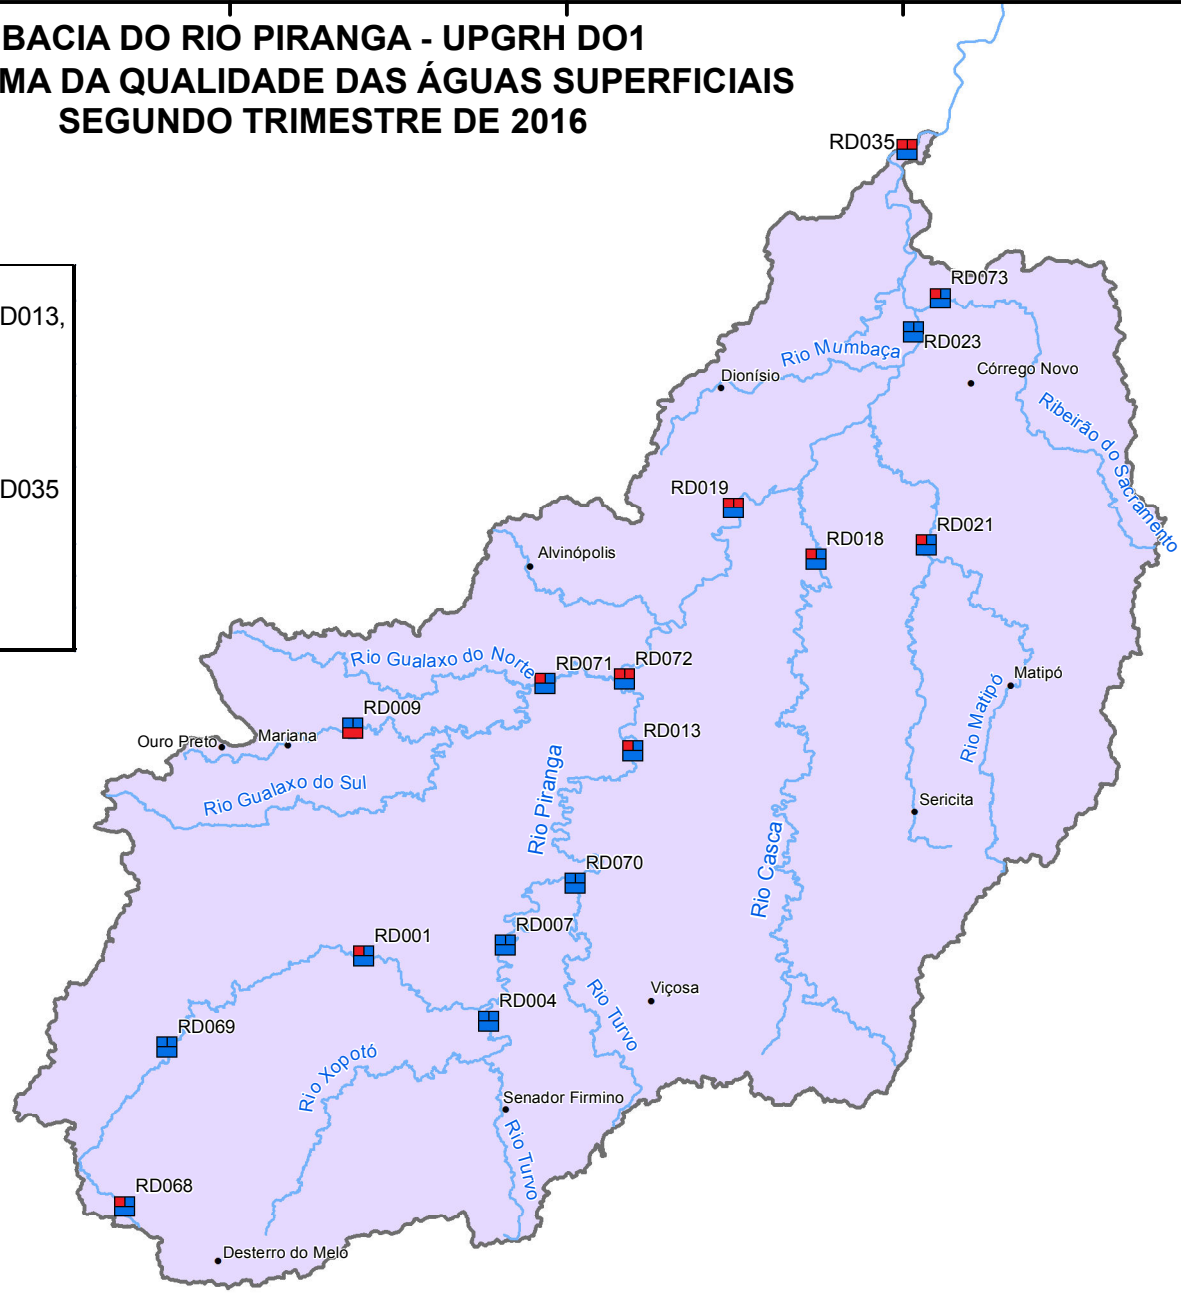 BACIA DO RIO PIRANGA - UPGRH DO1
MA DA QUALIDADE DAS ÁGUAS SUPERFICIAIS
SEGUNDO TRIMESTRE DE 2016
RD035
RD073
D013,
RD023
Rio Mumbaça
Dionísio
Córrego Novo
Ribeirão do Sacramento
D035
RD019
RD021
RD018
Alvinópolis
Rio Gualaxo do Norte
RD071
RD072
Matipó
RD009
Rio Matipó
Ouro Preto
Mariana
RD013
Rio Gualaxo do Sul
Rio Piranga
Sericita
Rio Casca
RD070
RD007
RD001
Viçosa
RD004
Rio Turvo
RD069
Rio Xopotó
Senador Firmino
Rio Turvo
RD068
Desterro do Melo